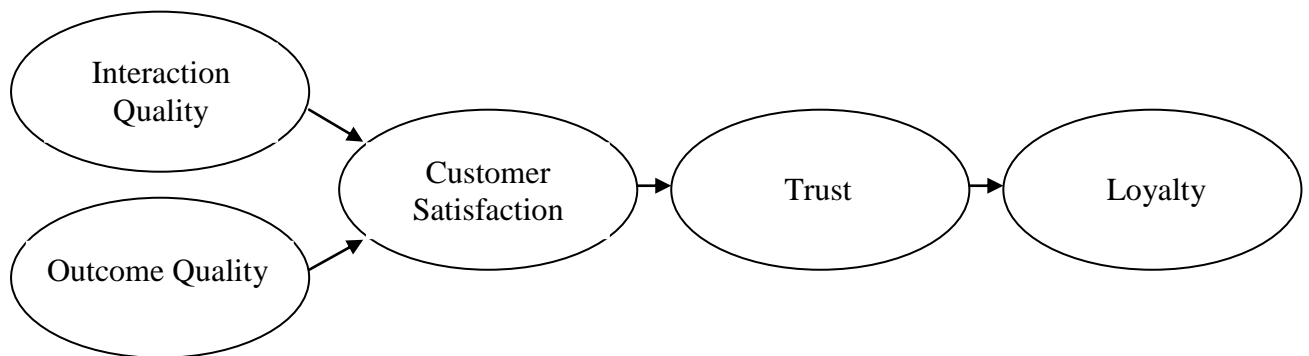 Interaction
Quality
Customer
Satisfaction
Trust
Loyalty
Outcome Quality